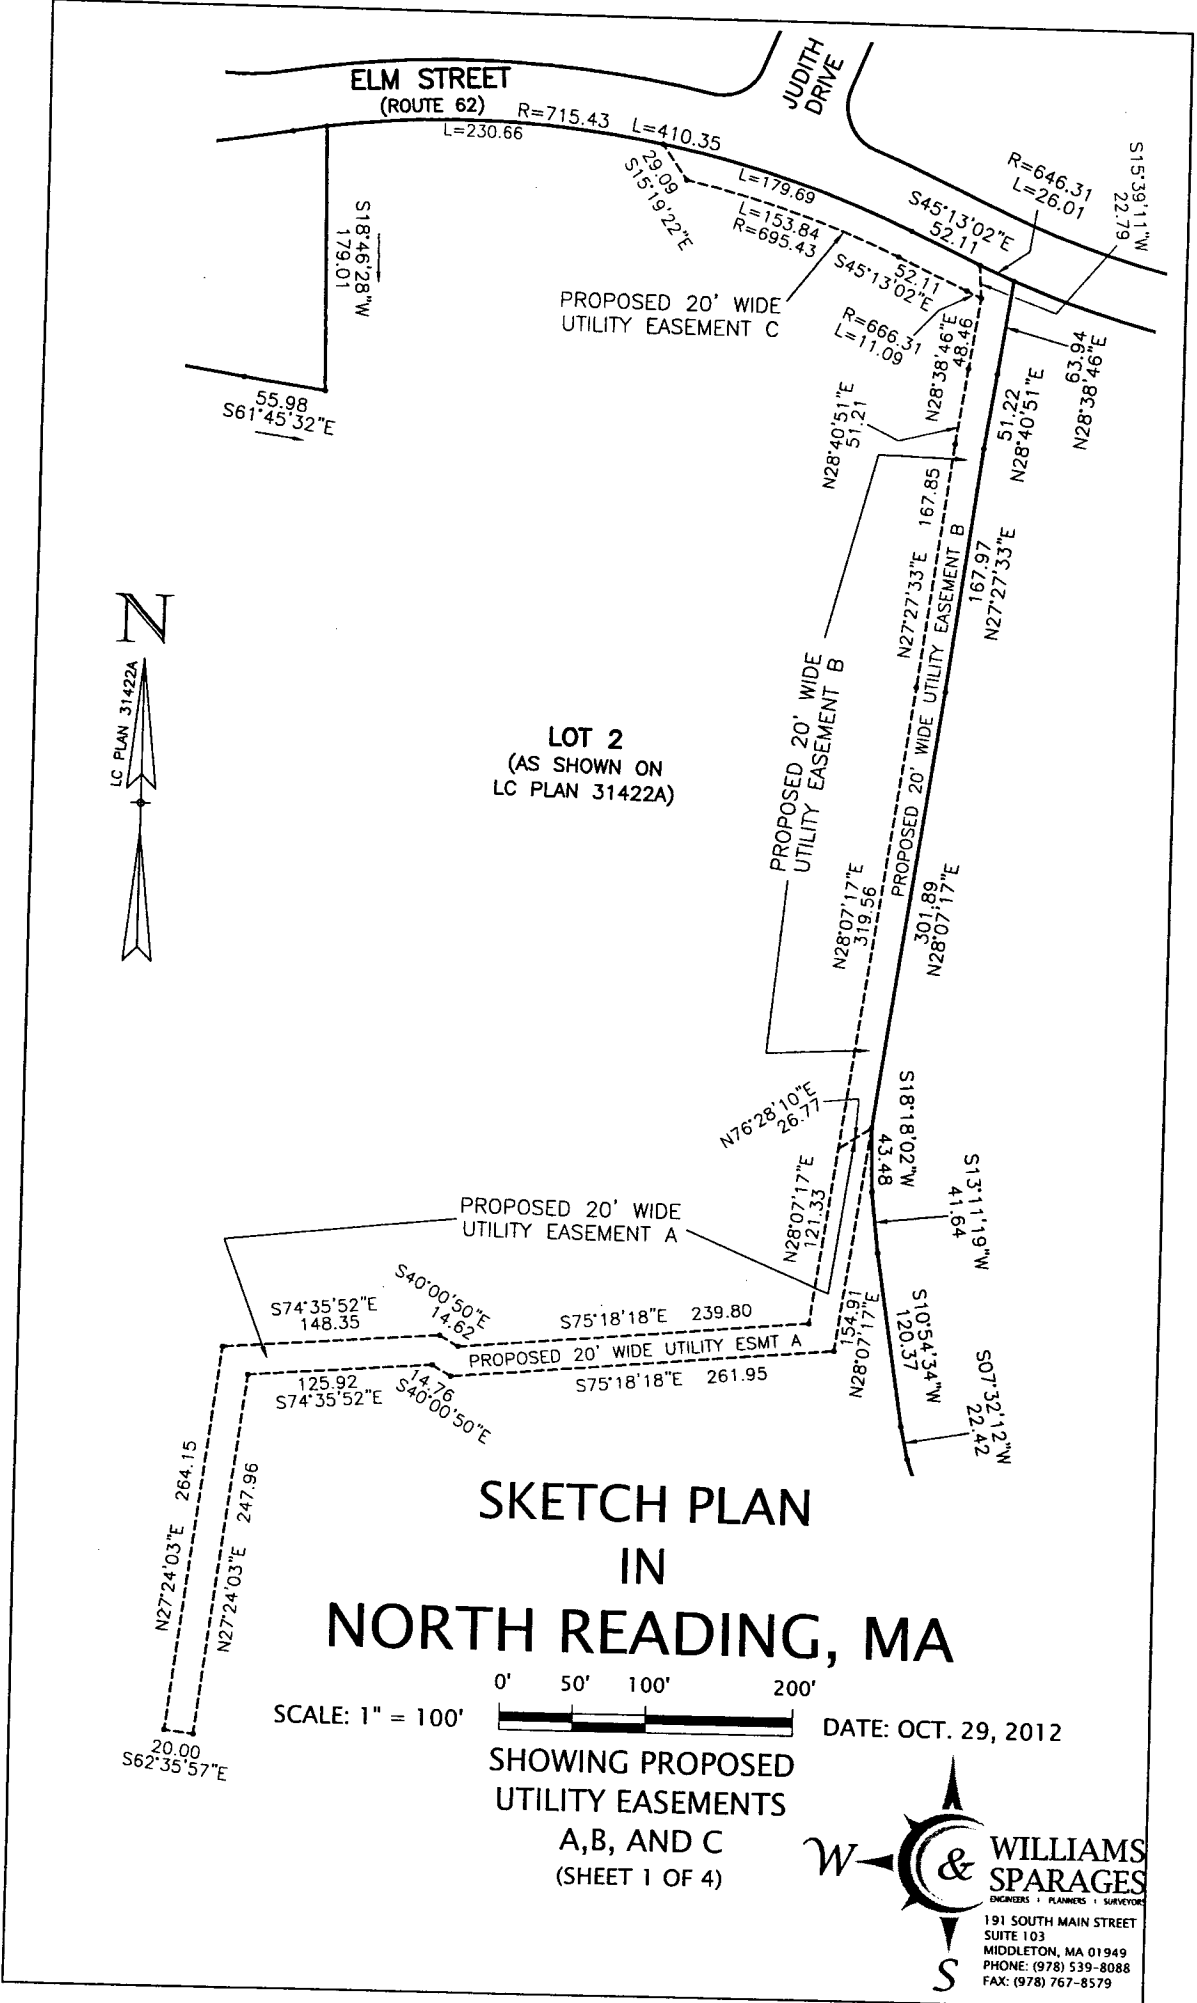 ELM STREET
(ROUTE 62)
R=715.43 L=410.35
L=230.66
JUDITH
DRIVE
29.09
S15°19'22"E
L=179.69
L=153.84
R=695.43
S45°13'02"E
52.11
R=646.31
L=26.01
S15°39'11"W
22.79
52.11
S45°13'02"E
PROPOSED 20' WIDE
UTILITY EASEMENT C
R=666.31
L=11.09
S18°46'28"W
179.01
55.98
S61°45'32"E
N28°38'46"E
48.46
63.94
N28°38'46"E
N28°40'51"E
51.21
51.22
N28°40'51"E
N27°27'33"E 167.85
167.97
N27°27'33"E
PROPOSED 20' WIDE UTILITY EASEMENT B
PROPOSED 20' WIDE
UTILITY EASEMENT B
N
LC PLAN 31422A
LOT 2
(AS SHOWN ON
LC PLAN 31422A)
N28°07'17"E
319.56
301.89
N28°07'17"E
N76°28'10"E
26.77
S18°18'02"W
43.48
S13°11'19"W
41.64
N28°07'17"E
121.33
154.91
N28°07'17"E
S10°54'34"W
120.37
S07°32'12"W
22.42
PROPOSED 20' WIDE
UTILITY EASEMENT A
S74°35'52"E
148.35
S40°00'50"E
14.62
S75°18'18"E 239.80
PROPOSED 20' WIDE UTILITY ESMT A
125.92
S74°35'52"E
14.76
S40°00'50"E
S75°18'18"E 261.95
N27°24'03"E 264.15
N27°24'03"E 247.96
20.00
S62°35'57"E
SKETCH PLAN
IN
NORTH READING, MA
0' 50' 100' 200'
SCALE: 1" = 100'
DATE: OCT. 29, 2012
SHOWING PROPOSED
UTILITY EASEMENTS
A,B, AND C
(SHEET 1 OF 4)
W
&
S
WILLIAMS
SPARAGES
ENGINEERS PLANNERS SURVEYORS
191 SOUTH MAIN STREET
SUITE 103
MIDDLETON, MA 01949
PHONE: (978) 539-8088
FAX: (978) 767-8579